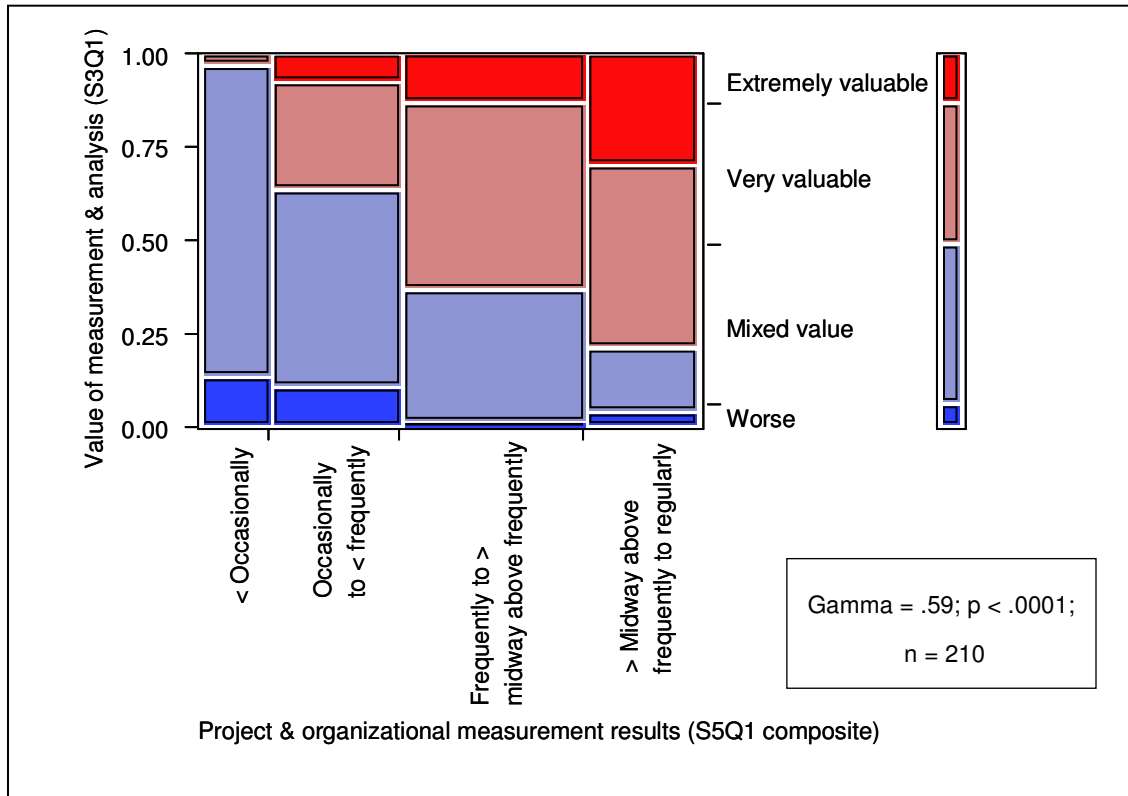 Value of measurement & analysis (S3Q1)
1.00
0.75
0.50
0.25
0.00
Extremely valuable
Very valuable
Mixed value
Worse
< Occasionally
Occasionally
to < frequently
Frequently to >
midway above frequently
> Midway above
frequently to regularly
Gamma = .59; p < .0001;
n = 210
Project & organizational measurement results (S5Q1 composite)